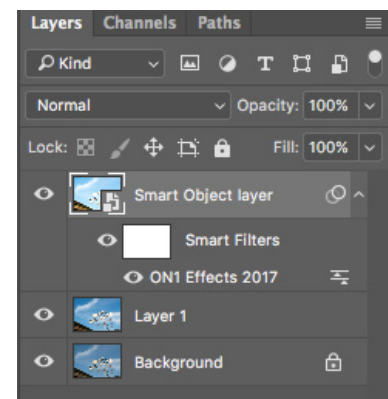 Layers Channels Paths
Kind
Normal Opacity: 100%
Lock: Fill: 100%
Smart Object layer
Smart Filters
ON1 Effects 2017
Layer 1
Background